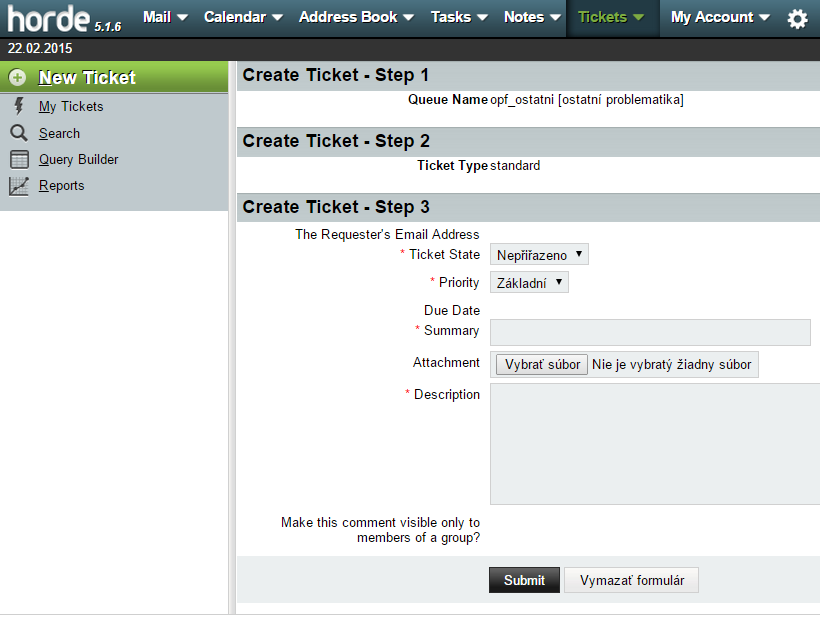 horde 5.1.6 Mail Calendar Address Book Tasks Notes Tickets My Account
22.02.2015
New Ticket
My Tickets
Search
Query Builder
Reports
Create Ticket - Step 1
Queue Name opf_ostatni [ostatní problematika]
Create Ticket - Step 2
Ticket Type standard
Create Ticket - Step 3
The Requester's Email Address
* Ticket State Nepřiřazeno
* Priority Základní
Due Date
* Summary
Attachment Vybrať súbor Nie je vybratý žiadny súbor
* Description
Make this comment visible only to
members of a group?
Submit Vymazať formulár